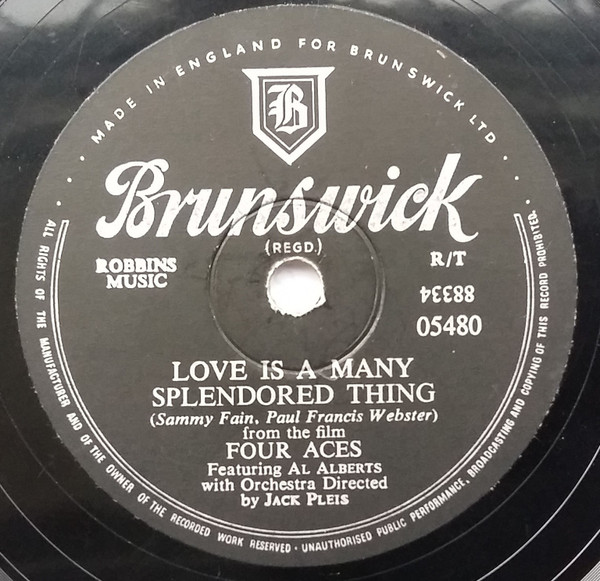 MADE IN ENGLAND FOR BRUNSWICK LTD
B
Brunswick
(REGD.)
ROBBINS
MUSIC
R/T
88334
05480
LOVE IS A MANY
SPLENDORED THING
(Sammy Fain, Paul Francis Webster)
from the film
FOUR ACES
Featuring AL ALBERTS
with Orchestra Directed
by JACK PLEIS
ALL RIGHTS OF THE MANUFACTURER AND OF THE OWNER OF THE RECORDED WORK RESERVED · UNAUTHORISED PUBLIC PERFORMANCE, BROADCASTING AND COPYING OF THIS RECORD PROHIBITED.